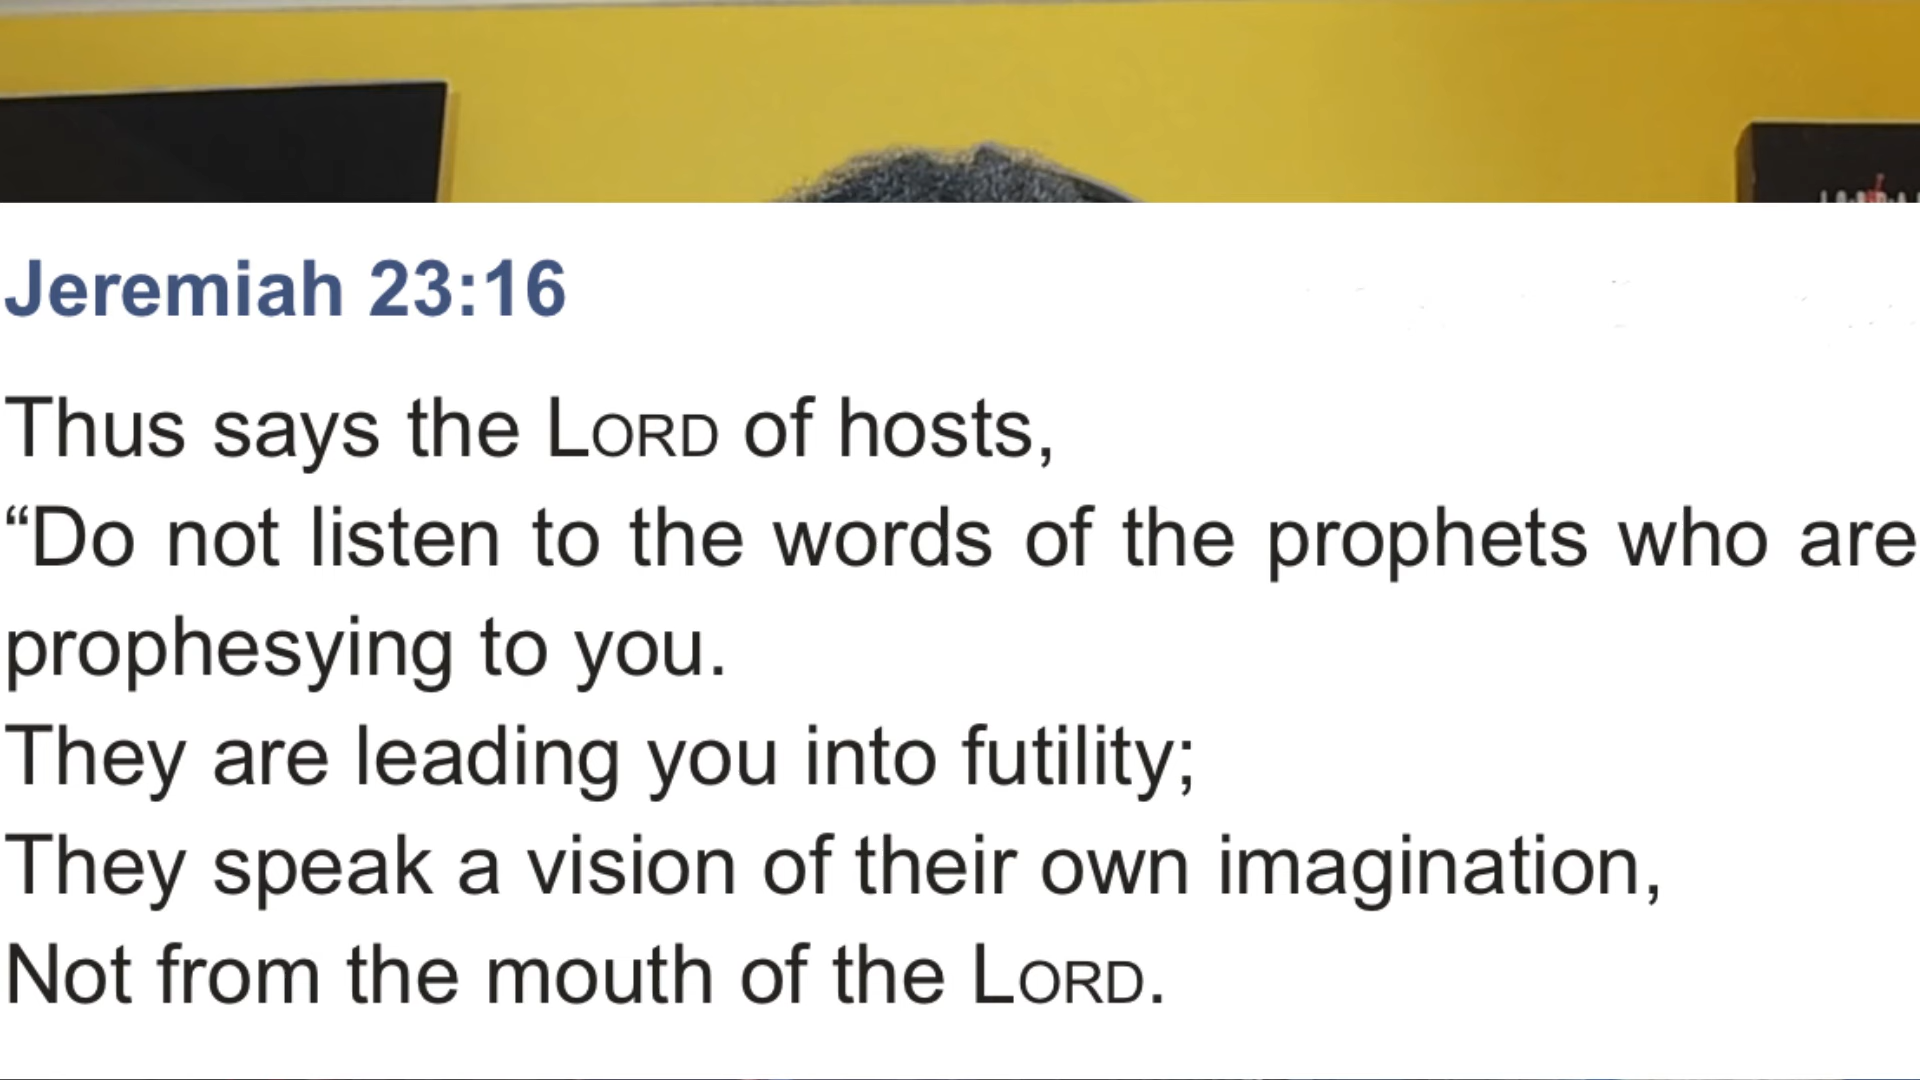 Jeremiah 23:16
Thus says the LORD of hosts,
“Do not listen to the words of the prophets who are
prophesying to you.
They are leading you into futility;
They speak a vision of their own imagination,
Not from the mouth of the LORD.